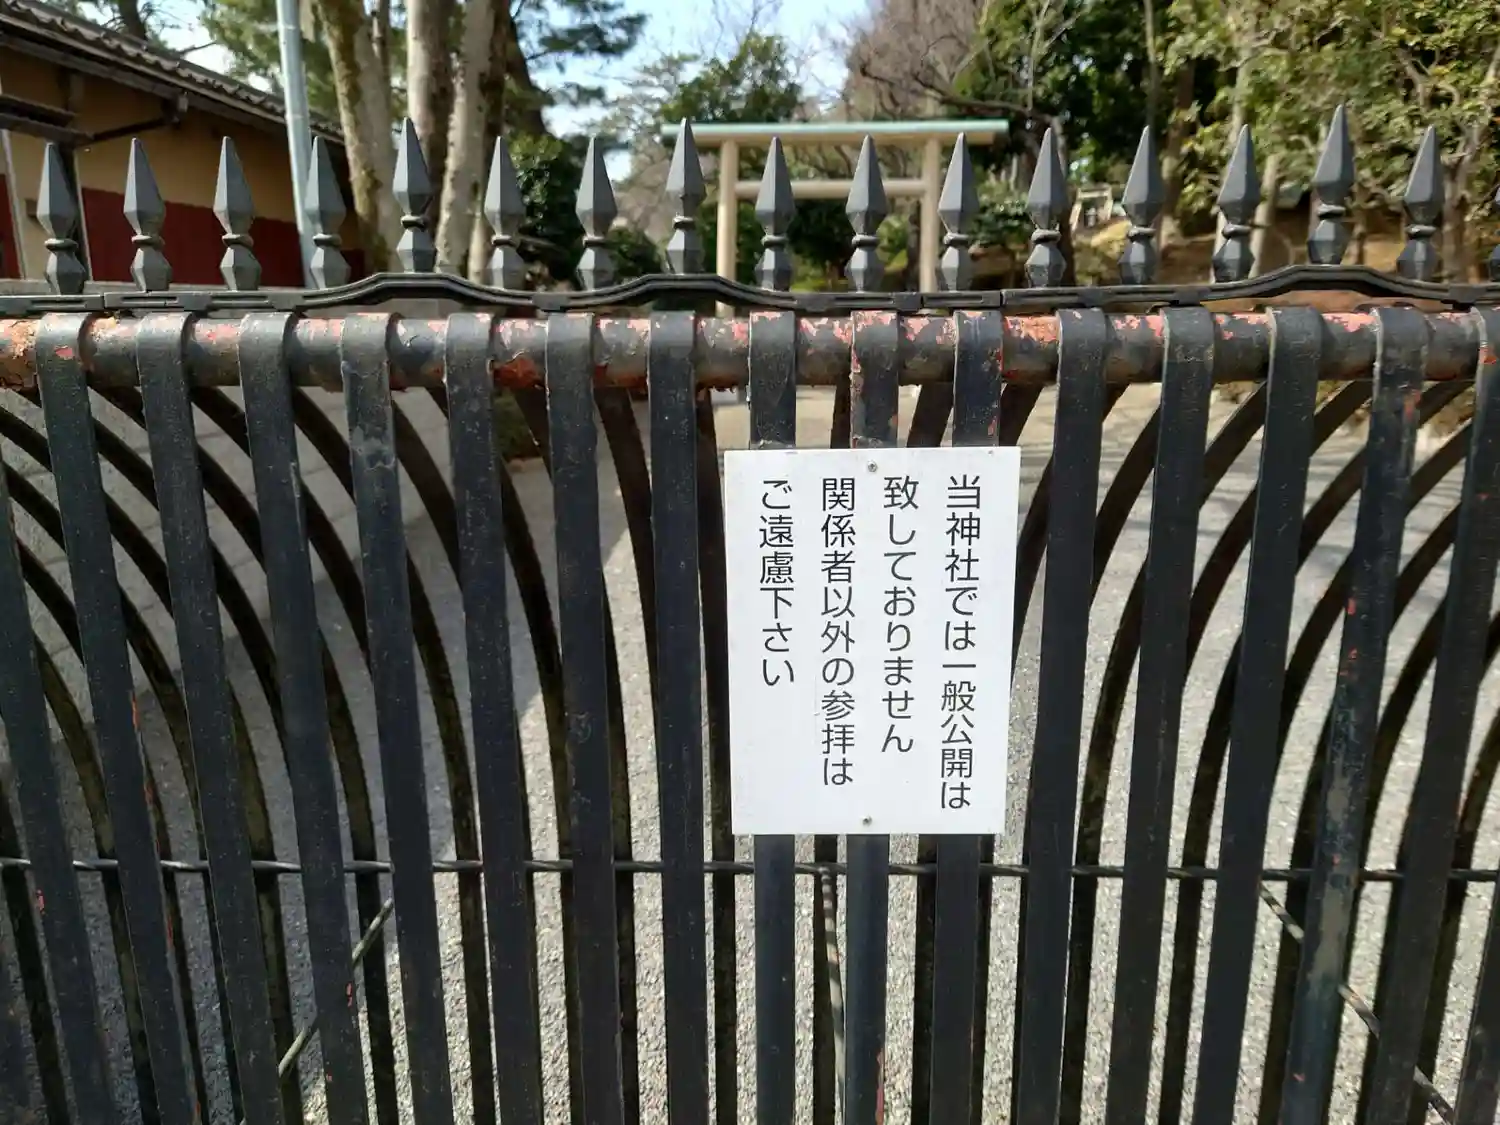 当神社では一般公開は
致しておりません
関係者以外の参拝は
ご遠慮下さい